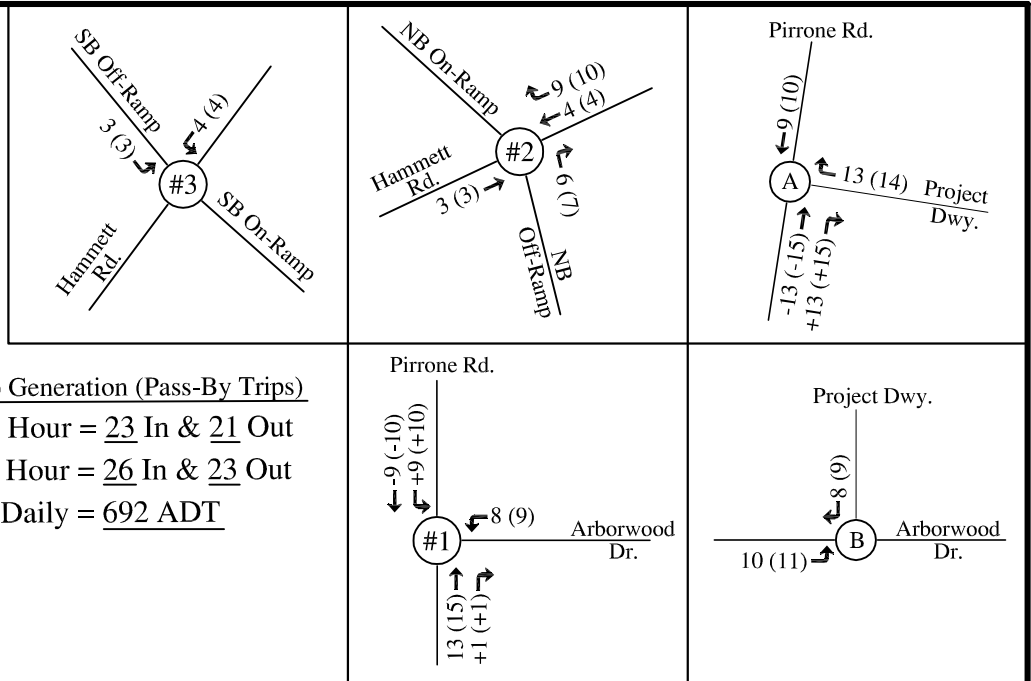 SB Off-Ramp
3 (3)
4 (4)
#3
SB On-Ramp
Hammett
Rd.
NB On-Ramp
9 (10)
4 (4)
#2
Hammett
Rd.
3 (3)
6 (7)
NB
Off-Ramp
Pirrone Rd.
9 (10)
A
13 (14)
Project
Dwy.
-13 (-15)
+13 (+15)
Generation (Pass-By Trips)
Hour = 23 In & 21 Out
Hour = 26 In & 23 Out
Daily = 692 ADT
Pirrone Rd.
-9 (-10)
+9 (+10)
8 (9)
#1
Arborwood
Dr.
13 (15)
+1 (+1)
Project Dwy.
8 (9)
B
Arborwood
Dr.
10 (11)